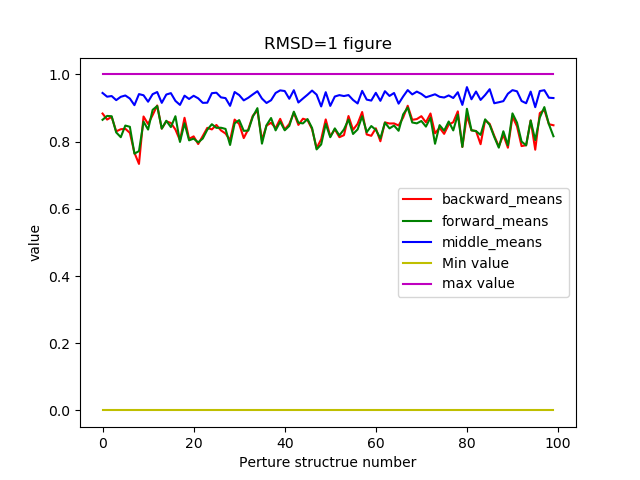 RMSD=1 figure
1.0
0.8
0.6
0.4
0.2
0.0
value
backward_means
forward_means
middle_means
Min value
max value
0 20 40 60 80 100
Perture structrue number